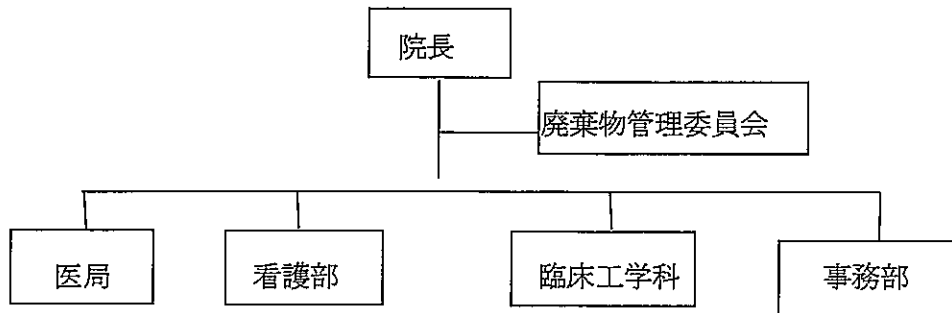 院長
廃棄物管理委員会
医局
看護部
臨床工学科
事務部